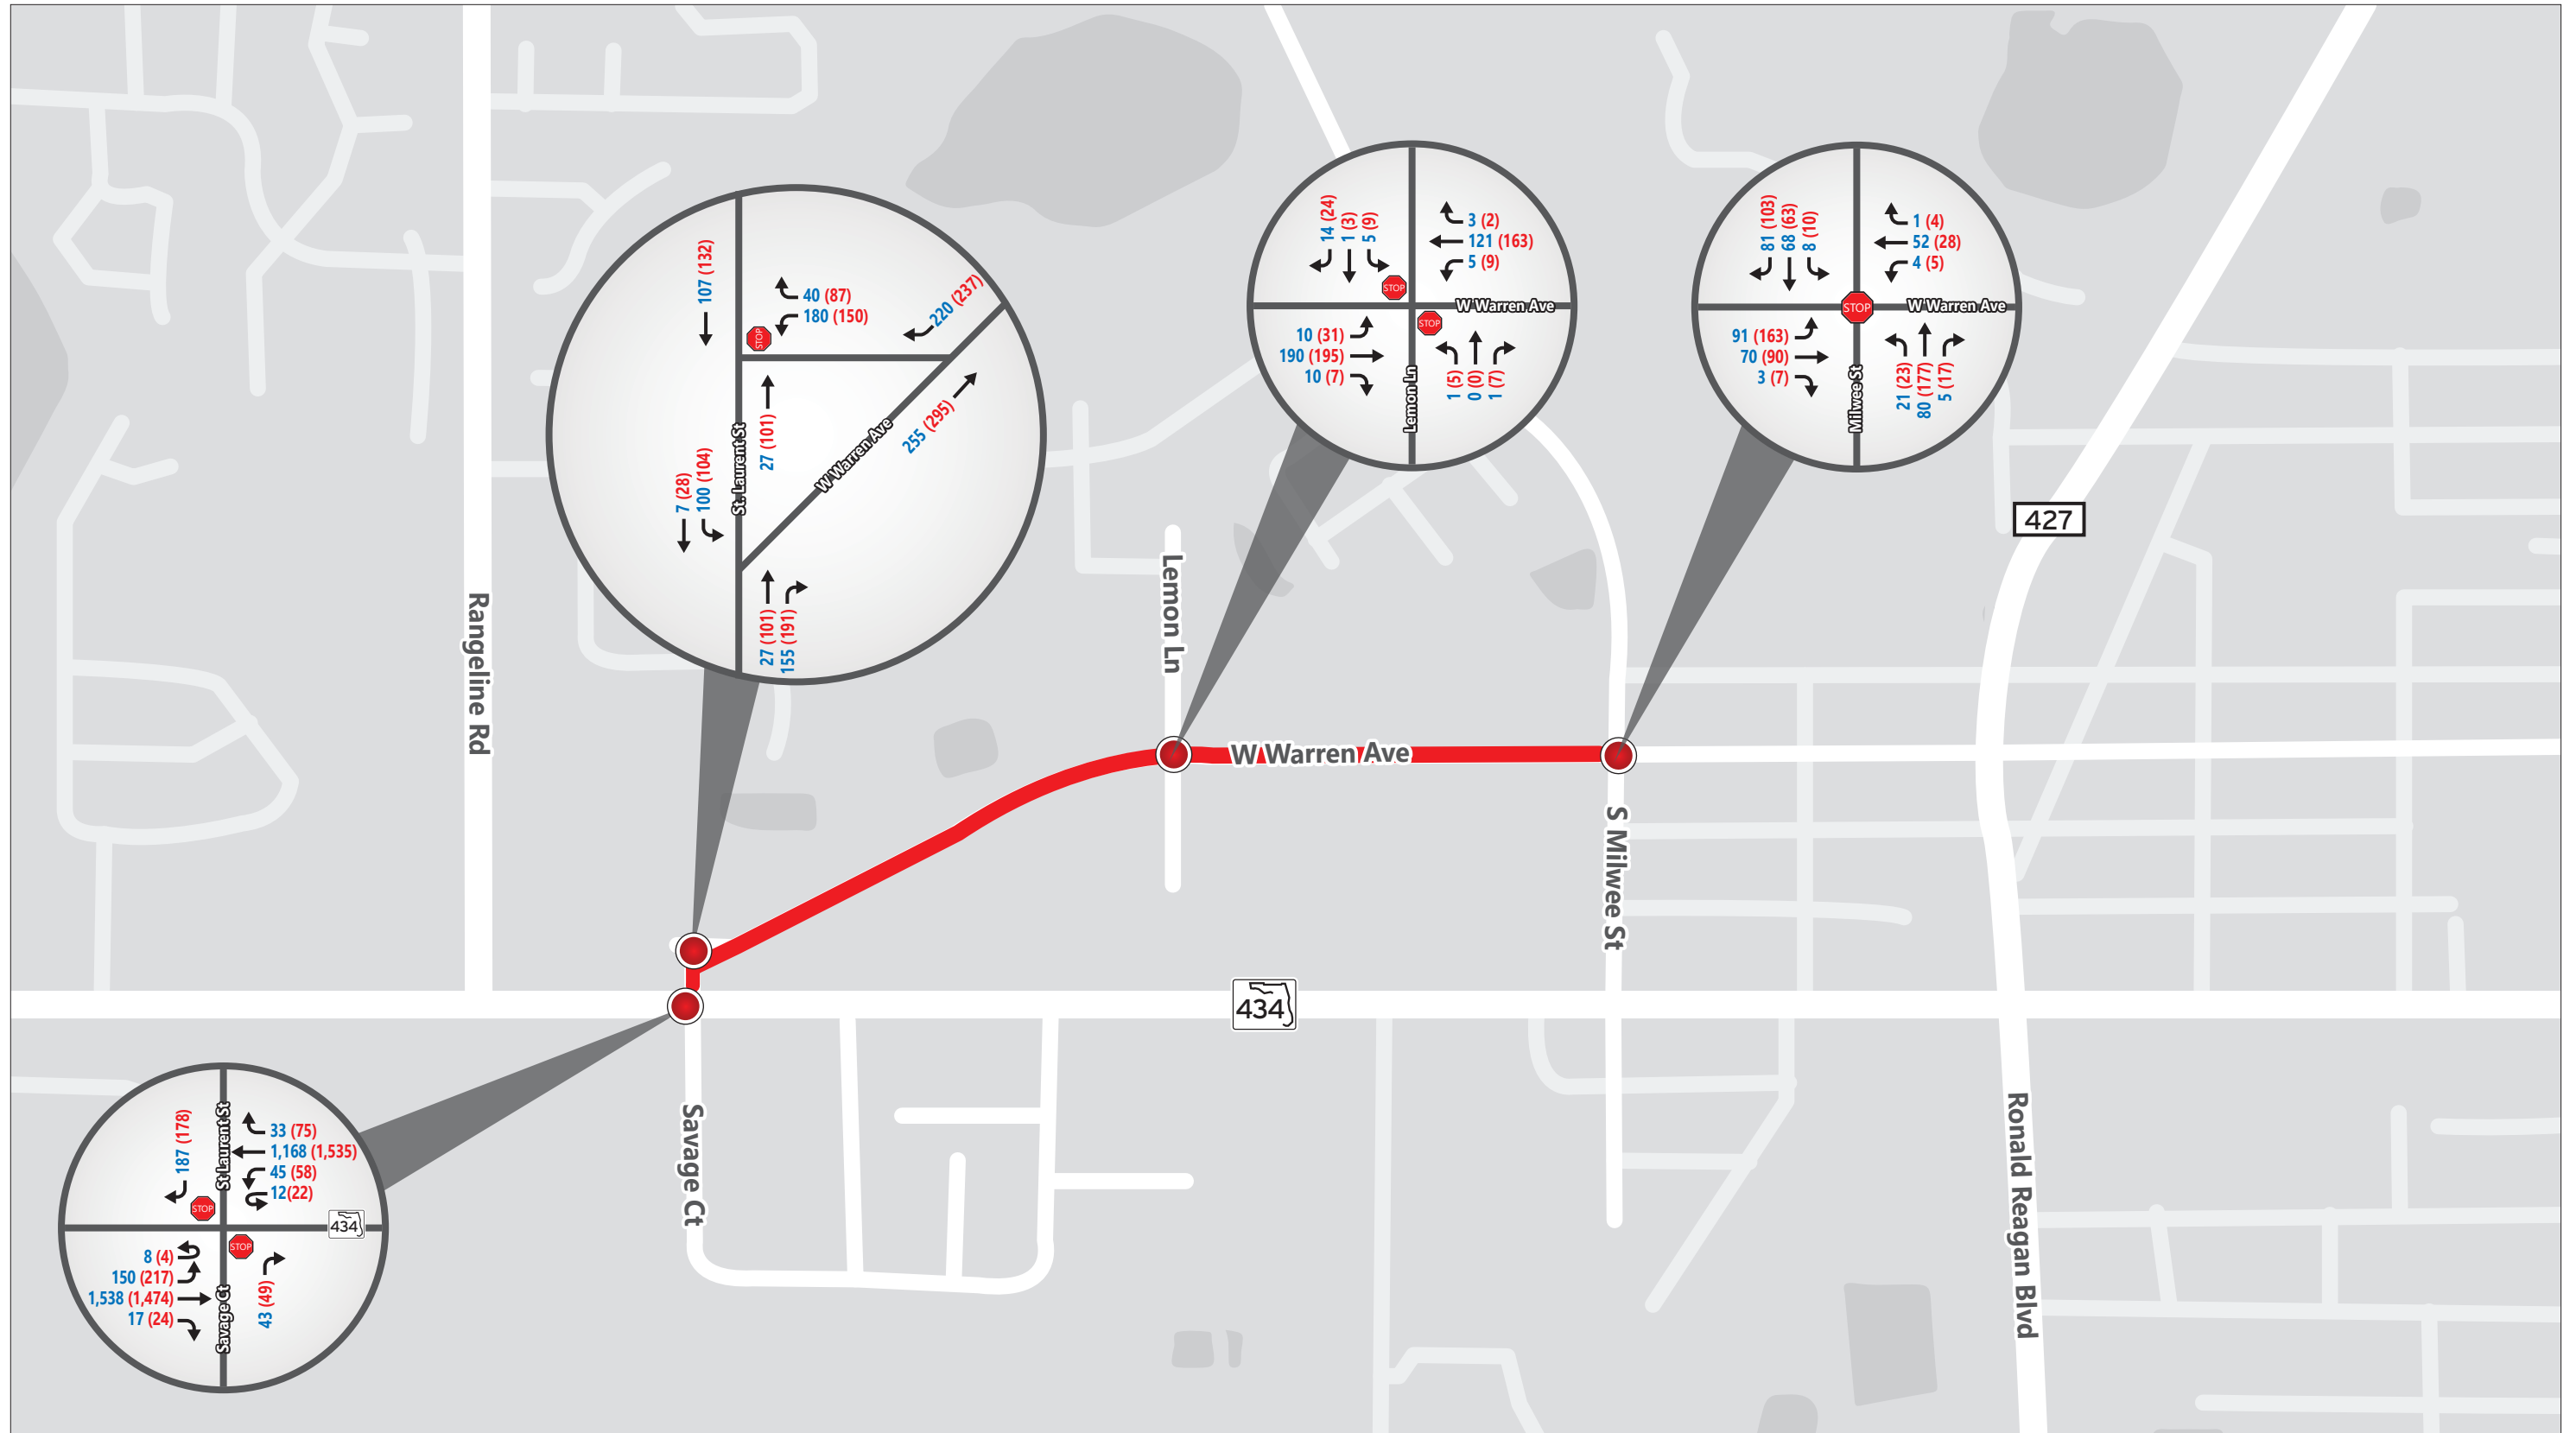 107 (132)
40 (87)
180 (150)
STOP
220 (237)
27 (101)
255 (295)
7 (28)
100 (104)
St. Laurent St
W Warren Ave
27 (101)
155 (191)
14 (24)
1 (3)
5 (9)
3 (2)
121 (163)
5 (9)
STOP
W Warren Ave
STOP
10 (31)
190 (195)
10 (7)
Lemon Ln
1 (5)
0 (0)
1 (7)
81 (103)
68 (63)
8 (10)
1 (4)
52 (28)
4 (5)
STOP
W Warren Ave
91 (163)
70 (90)
3 (7)
Milwee St
21 (23)
80 (177)
5 (17)
427
Rangeline Rd
Lemon Ln
W Warren Ave
S Milwee St
434
Savage Ct
Ronald Reagan Blvd
187 (178)
St Laurent St
33 (75)
1,168 (1,535)
45 (58)
12(22)
STOP
434
STOP
8 (4)
150 (217)
1,538 (1,474)
17 (24)
Savage Ct
43 (49)